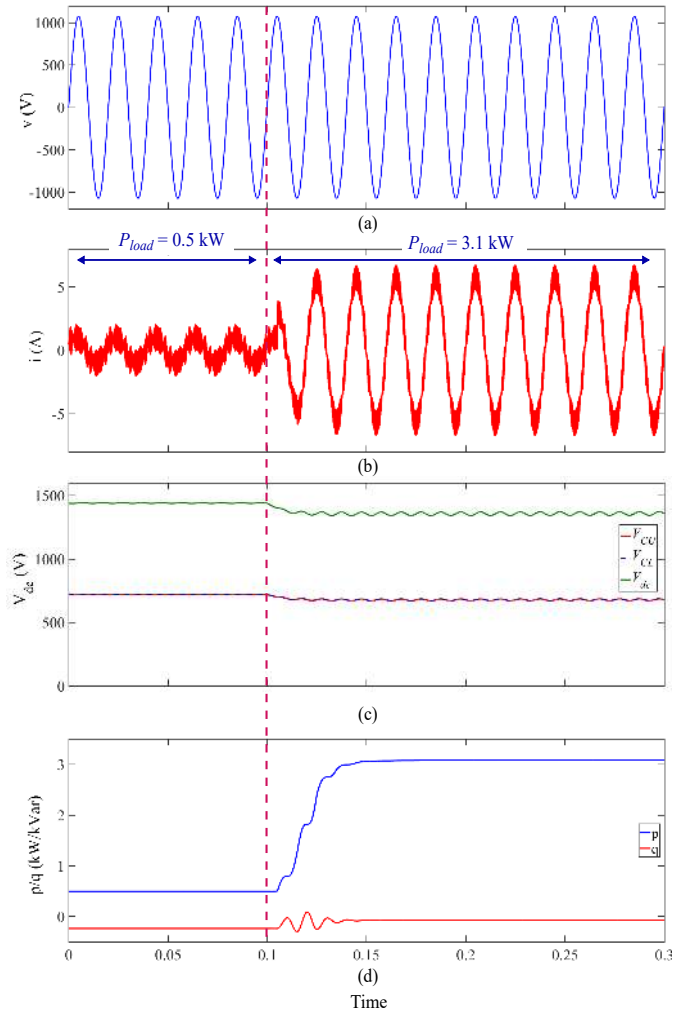 1000
500
0
-500
-1000
v (V)
(a)
P_load = 0.5 kW
P_load = 3.1 kW
5
0
-5
i (A)
(b)
1500
1000
500
0
V_dc (V)
V_CU
V_CL
V_dc
(c)
3
2
1
0
p/q (kW/kVar)
p
q
0
0.05
0.1
0.15
0.2
0.25
0.3
(d)
Time